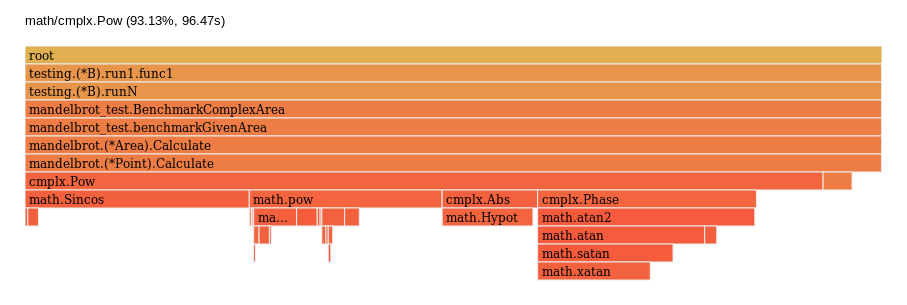 math/cmplx.Pow (93.13%, 96.47s)
root
testing.(*B).run1.func1
testing.(*B).runN
mandelbrot_test.BenchmarkComplexArea
mandelbrot_test.benchmarkGivenArea
mandelbrot.(*Area).Calculate
mandelbrot.(*Point).Calculate
cmplx.Pow
math.Sincos math.pow cmplx.Abs cmplx.Phase
ma... math.Hypot math.atan2
math.atan
math.satan
math.xatan